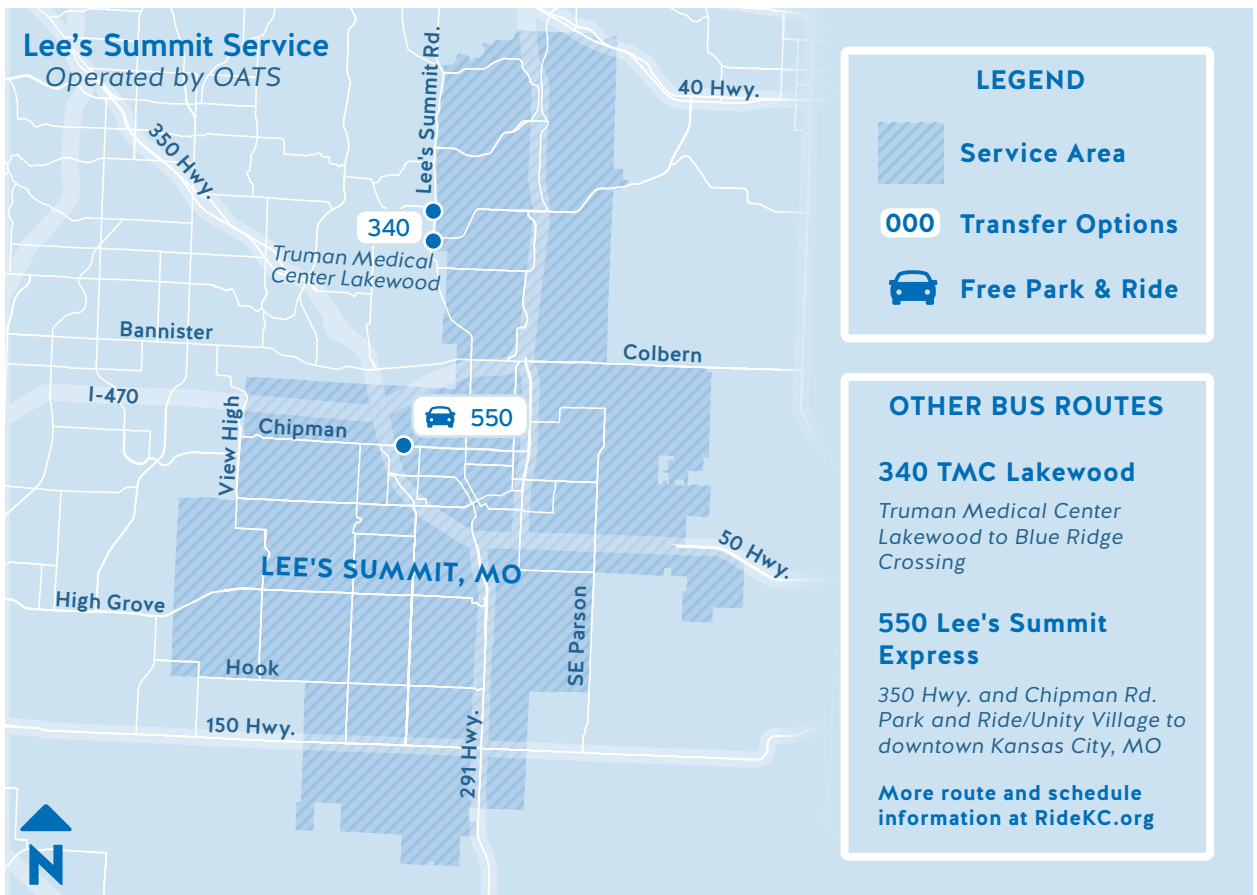 Lee's Summit Service
Operated by OATS
350 Hwy.
Lee's Summit Rd.
40 Hwy.
340
Truman Medical
Center Lakewood
Bannister
Colbern
I-470
View High
Chipman
550
LEE'S SUMMIT, MO
50 Hwy.
High Grove
SE Parson
Hook
150 Hwy.
291 Hwy.
N
LEGEND
Service Area
000 Transfer Options
Free Park & Ride
OTHER BUS ROUTES
340 TMC Lakewood
Truman Medical Center
Lakewood to Blue Ridge
Crossing
550 Lee's Summit
Express
350 Hwy. and Chipman Rd.
Park and Ride/Unity Village to
downtown Kansas City, MO
More route and schedule
information at RideKC.org